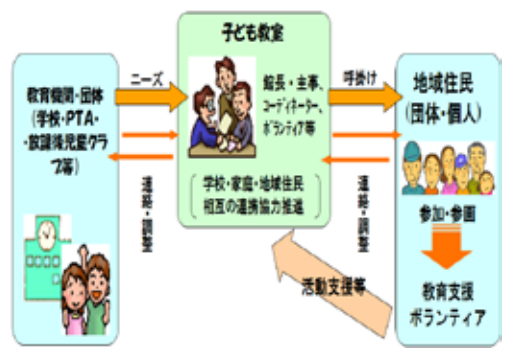 子ども教室
館長・主事、
コーディネーター、
ボランティア等
学校・家庭・地域住民
相互の連携協力推進
教育機関・団体
(学校・PTA・
・放課後児童クラ
ブ等)
ニーズ
連絡・調整
呼掛け
連絡・調整
地域住民
(団体・個人)
参加・参画
教育支援
ボランティア
活動支援等